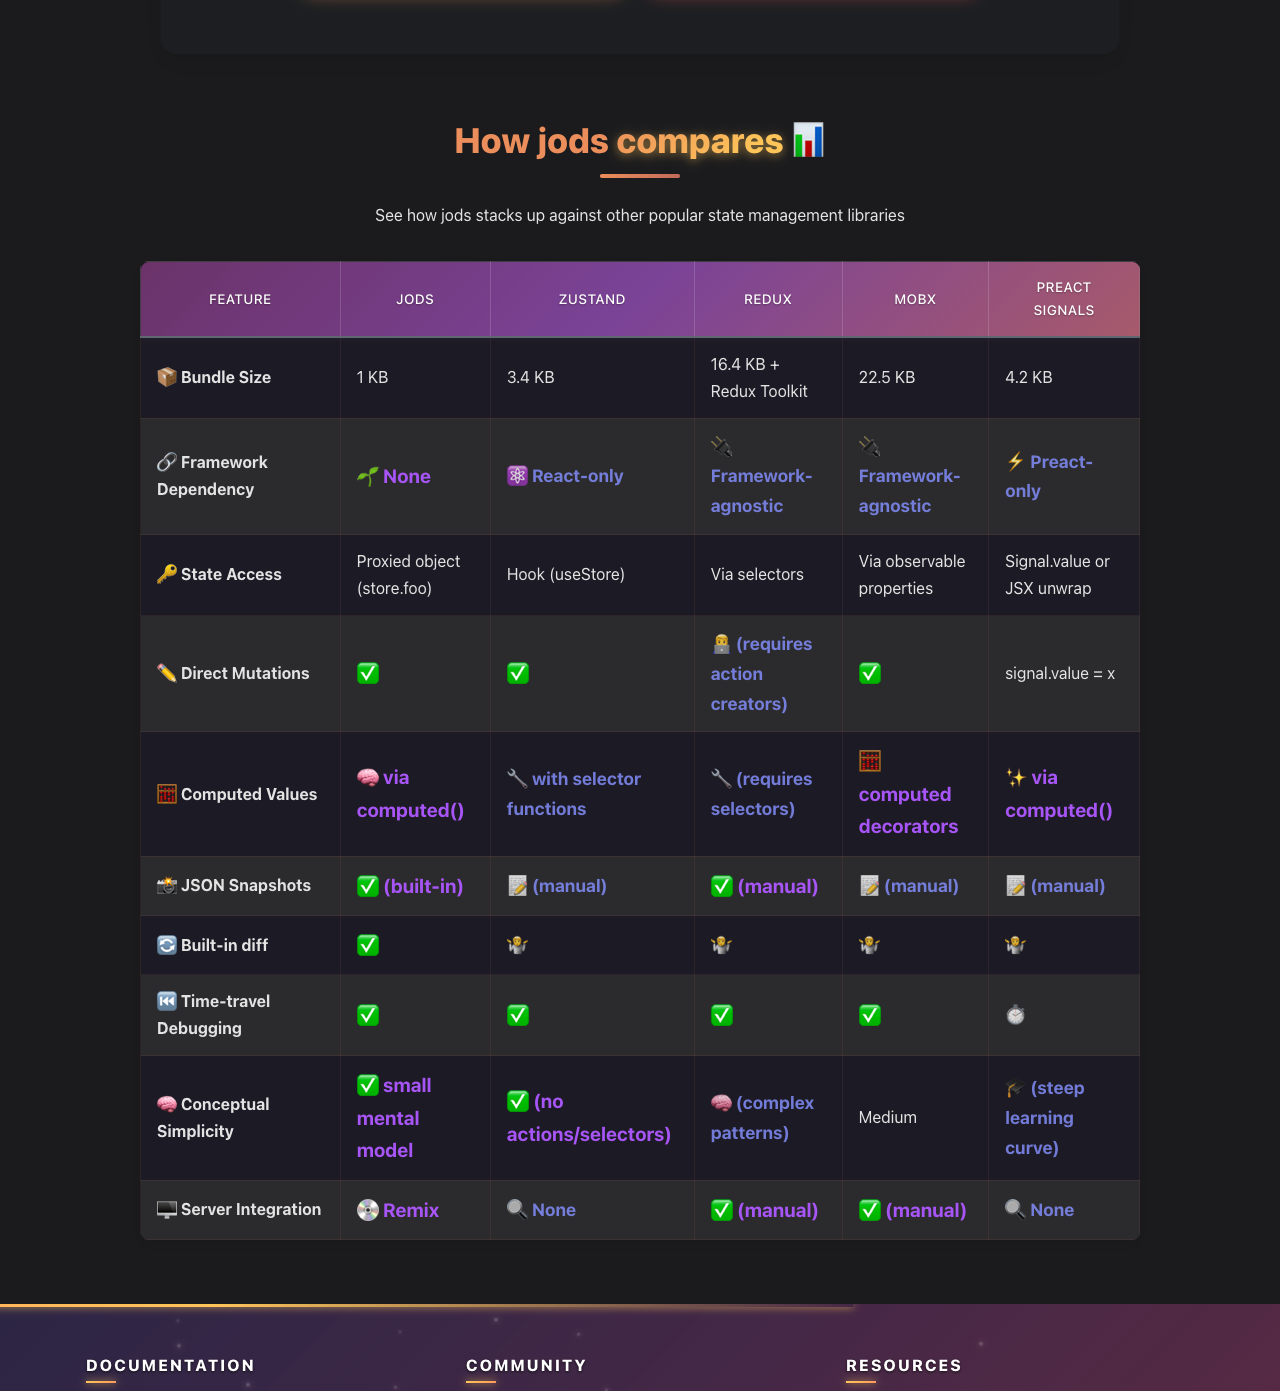 How jods compares 📊
See how jods stacks up against other popular state management libraries
FEATURE
JODS
ZUSTAND
REDUX
MOBX
PREACT
SIGNALS
📦 Bundle Size
1 KB
3.4 KB
16.4 KB +
Redux Toolkit
22.5 KB
4.2 KB
🔗 Framework
Dependency
🌱 None
⚛️ React-only
🔌
Framework-
agnostic
🔌
Framework-
agnostic
⚡ Preact-
only
🔑 State Access
Proxied object
(store.foo)
Hook (useStore)
Via selectors
Via observable
properties
Signal.value or
JSX unwrap
✏️ Direct Mutations
✅
✅
👨‍💻 (requires
action
creators)
✅
signal.value = x
🧮 Computed Values
🧠 via
computed()
🔧 with selector
functions
🔧 (requires
selectors)
🧮
computed
decorators
✨ via
computed()
📸 JSON Snapshots
✅ (built-in)
📝 (manual)
✅ (manual)
📝 (manual)
📝 (manual)
🔄 Built-in diff
✅
🤷
🤷
🤷
🤷
⏮️ Time-travel
Debugging
✅
✅
✅
✅
⏱️
🧠 Conceptual
Simplicity
✅ small
mental
model
✅ (no
actions/selectors)
🧠 (complex
patterns)
Medium
🎓 (steep
learning
curve)
🖥️ Server Integration
💿 Remix
🔍 None
✅ (manual)
✅ (manual)
🔍 None
DOCUMENTATION
COMMUNITY
RESOURCES